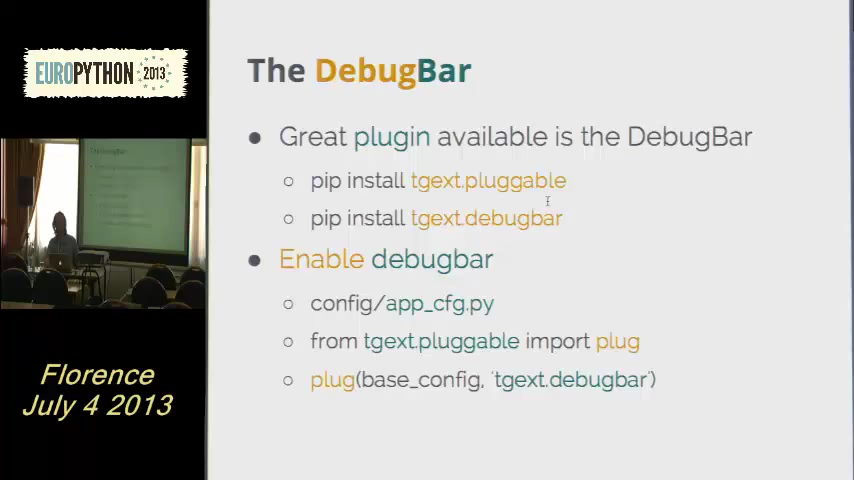 EUROPYTHON 2013
Florence
July 4 2013
The DebugBar
● Great plugin available is the DebugBar
○ pip install tgext.pluggable
○ pip install tgext.debugbar
● Enable debugbar
○ config/app_cfg.py
○ from tgext.pluggable import plug
○ plug(base_config, 'tgext.debugbar')